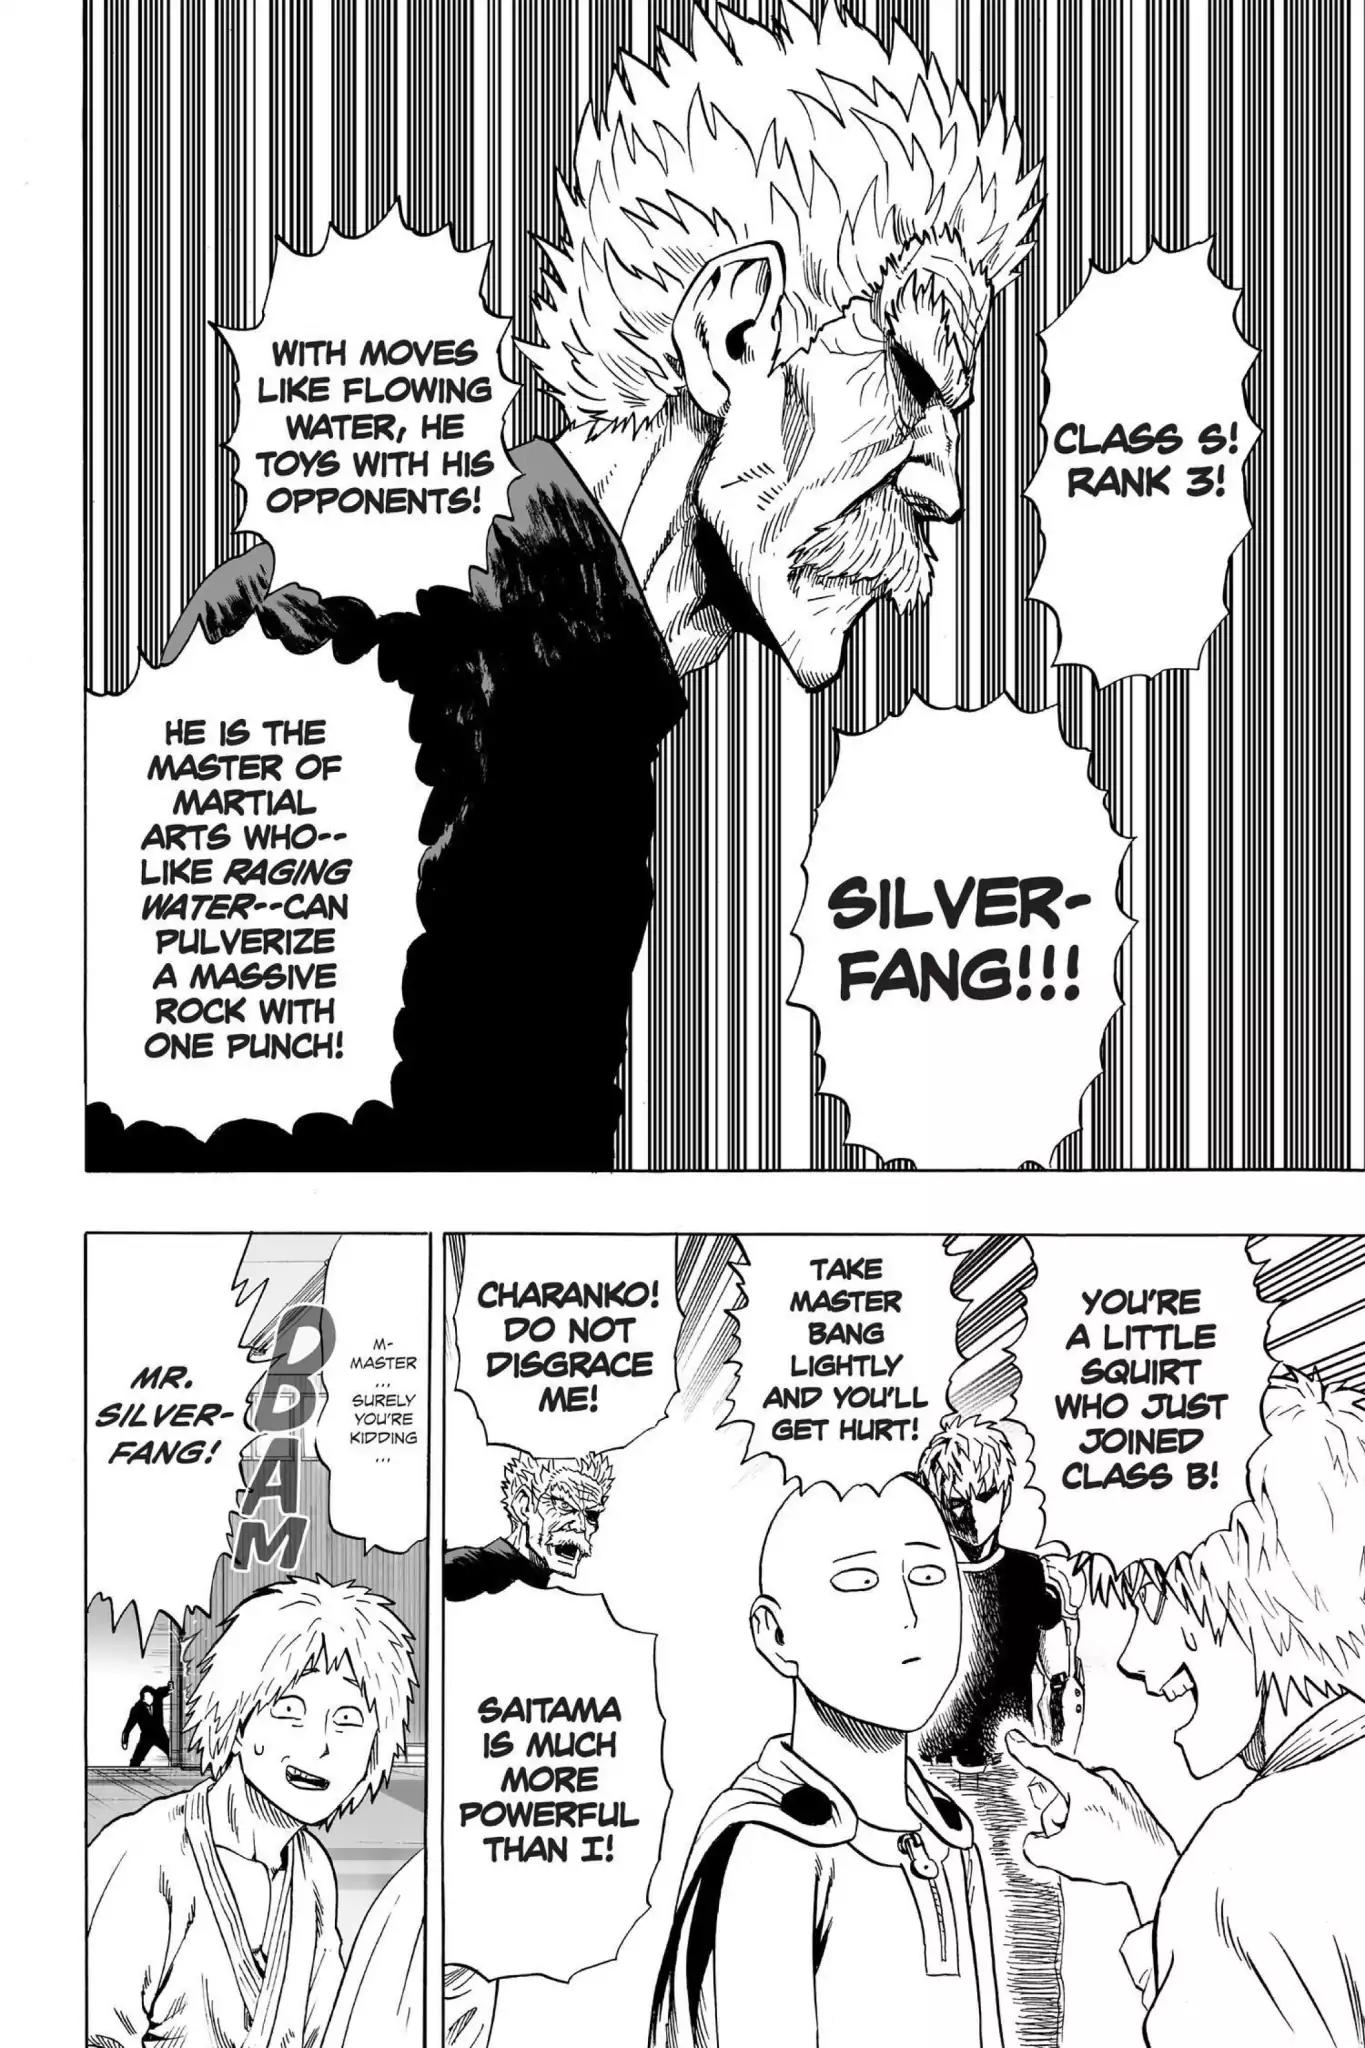 CLASS S!
RANK 3!
SILVER-
FANG!!!
WITH MOVES
LIKE FLOWING
WATER, HE
TOYS WITH HIS
OPPONENTS!
HE IS THE
MASTER OF
MARTIAL
ARTS WHO--
LIKE RAGING
WATER--CAN
PULVERIZE
A MASSIVE
ROCK WITH
ONE PUNCH!
YOU'RE
A LITTLE
SQUIRT
WHO JUST
JOINED
CLASS B!
TAKE
MASTER
BANG
LIGHTLY
AND YOU'LL
GET HURT!
CHARANKO!
DO NOT
DISGRACE
ME!
SAITAMA
IS MUCH
MORE
POWERFUL
THAN I!
M-
MASTER
...
SURELY
YOU'RE
KIDDING
...
DDAM
MR.
SILVER-
FANG!